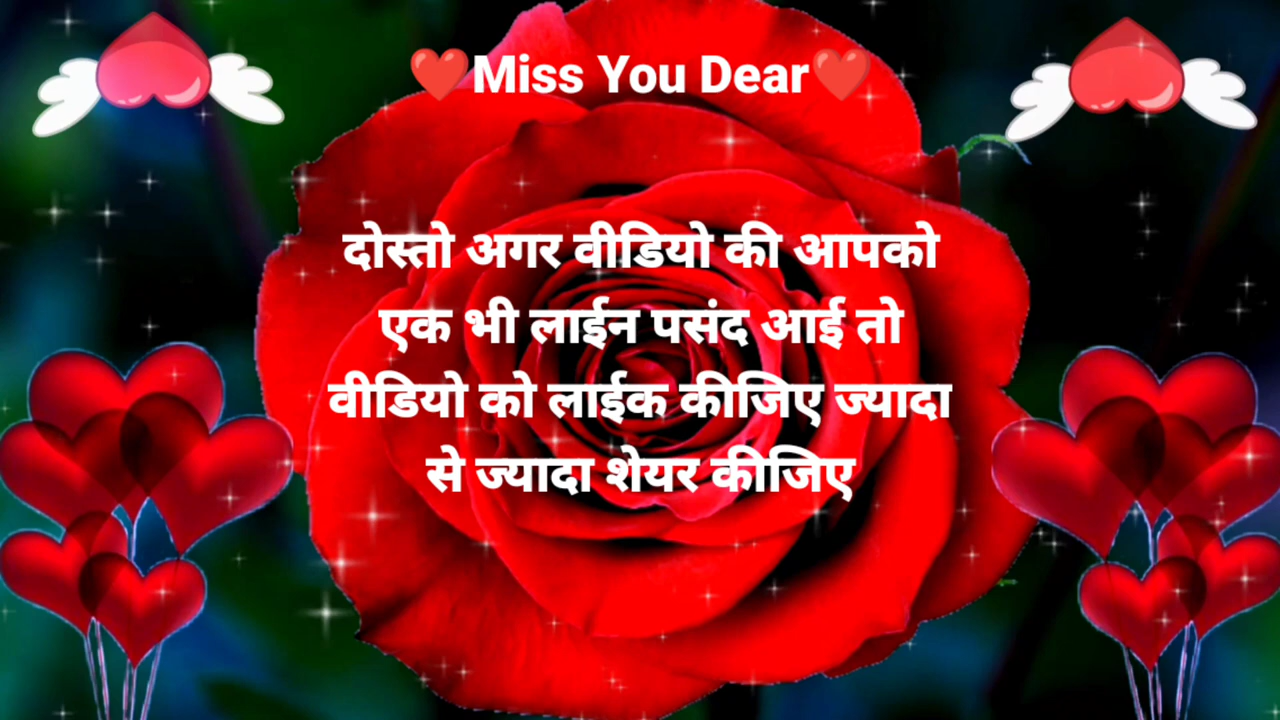 ❤️Miss You Dear❤️
दोस्तो अगर वीडियो की आपको
एक भी लाईन पसंद आई तो
वीडियो को लाईक कीजिए ज्यादा
से ज्यादा शेयर कीजिए